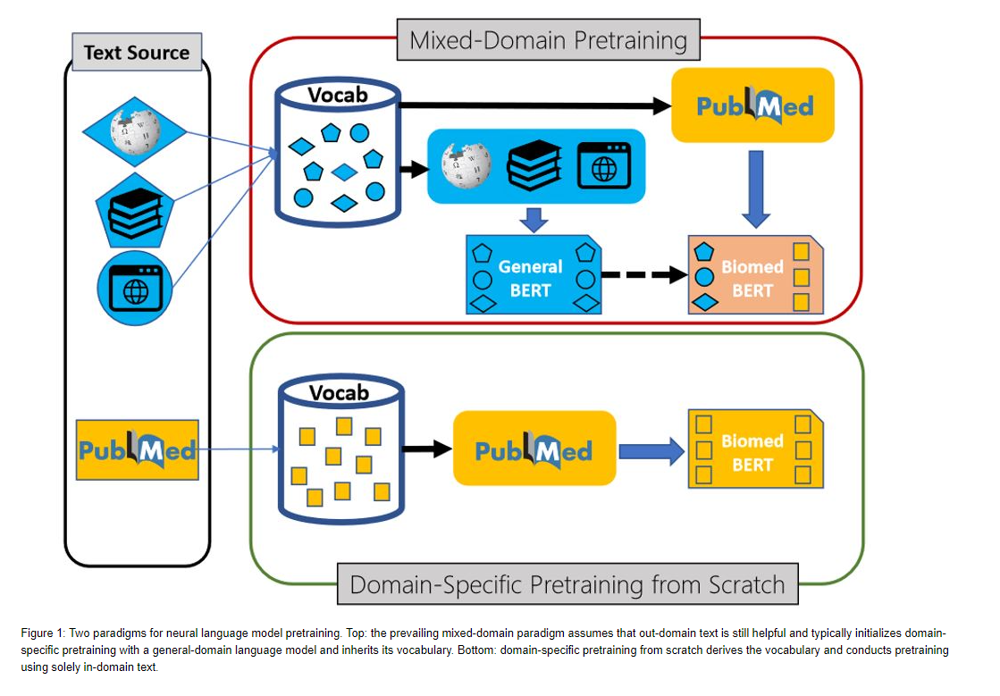 Text Source
Mixed-Domain Pretraining
Vocab
PubMed
General
BERT
Biomed
BERT
Vocab
PubMed
PubMed
Biomed
BERT
Domain-Specific Pretraining from Scratch
Figure 1: Two paradigms for neural language model pretraining. Top: the prevailing mixed-domain paradigm assumes that out-domain text is still helpful and typically initializes domain-
specific pretraining with a general-domain language model and inherits its vocabulary. Bottom: domain-specific pretraining from scratch derives the vocabulary and conducts pretraining
using solely in-domain text.